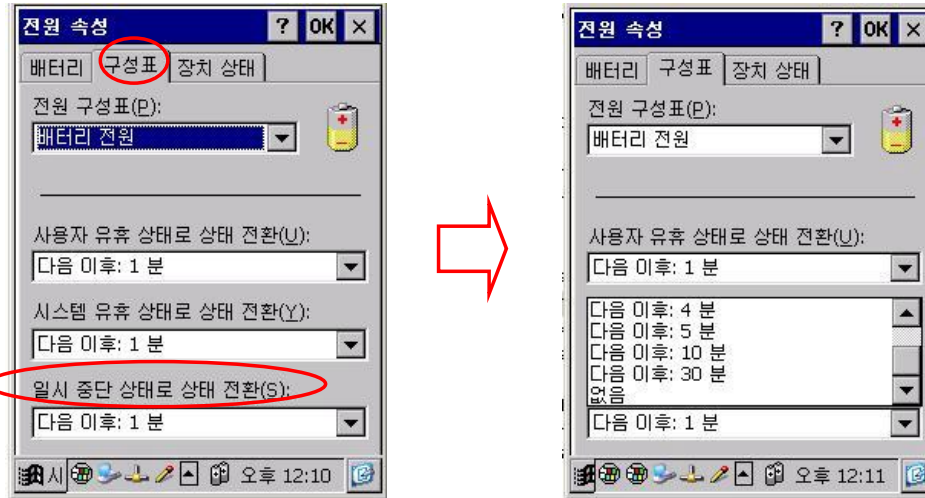 전원 속성 ? OK ×
배터리 구성표 장치 상태
전원 구성표(P):
배터리 전원
사용자 유휴 상태로 상태 전환(U):
다음 이후: 1 분
시스템 유휴 상태로 상태 전환(Y):
다음 이후: 1 분
일시 중단 상태로 상태 전환(S):
다음 이후: 1 분
시 오후 12:10
전원 속성 ? OK ×
배터리 구성표 장치 상태
전원 구성표(P):
배터리 전원
사용자 유휴 상태로 상태 전환(U):
다음 이후: 1 분
다음 이후: 4 분
다음 이후: 5 분
다음 이후: 10 분
다음 이후: 30 분
없음
다음 이후: 1 분
오후 12:11